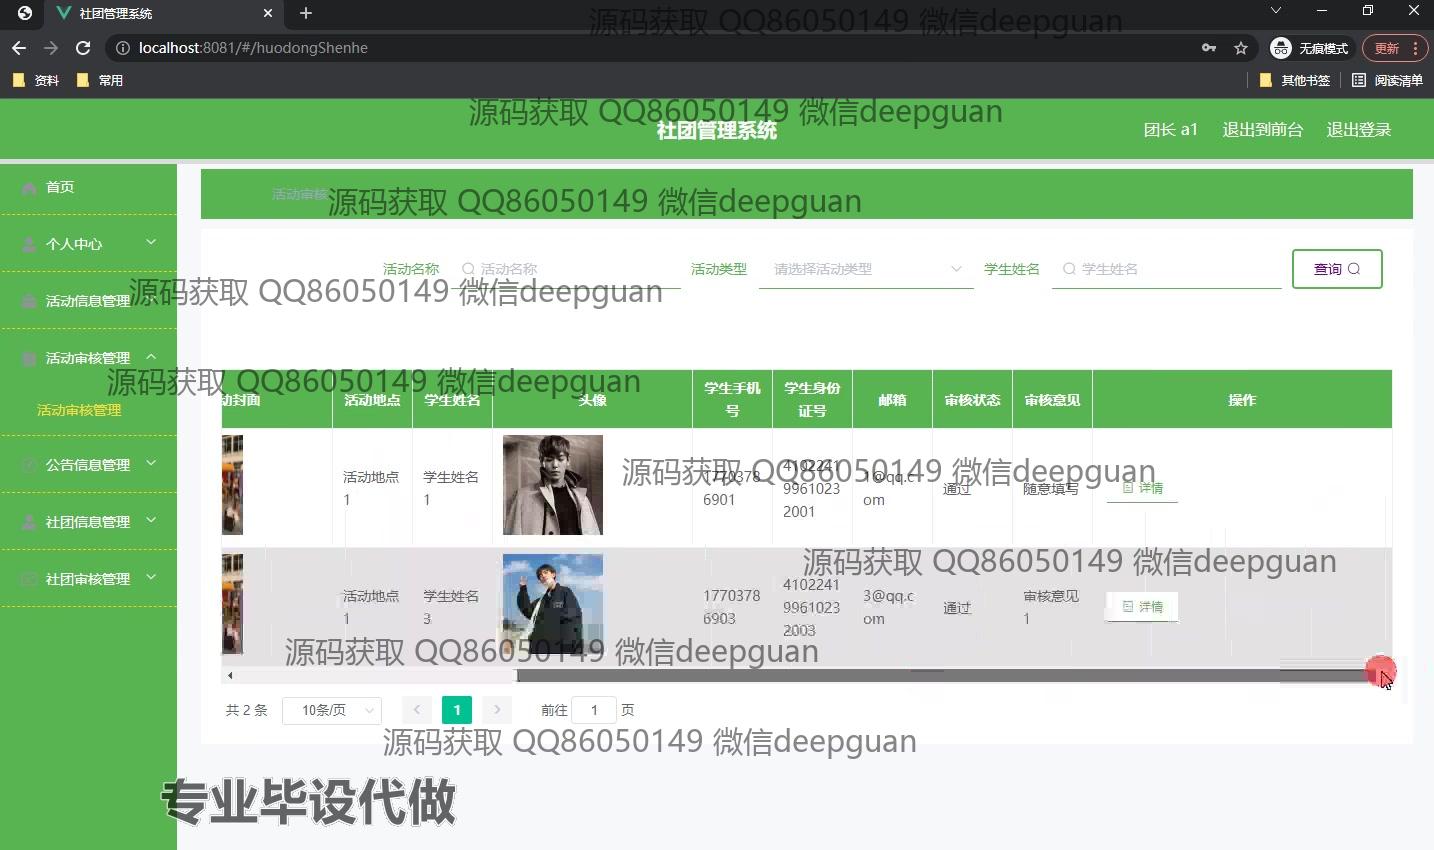 社团管理系统
localhost:8081/#/huodongShenhe
无痕模式
更新
资料
常用
其他书签
阅读清单
源码获取 QQ86050149 微信deepguan
源码获取 QQ86050149 微信deepguan
社团管理系统
团长 a1
退出到前台
退出登录
首页
个人中心
活动信息管理
活动审核管理
活动审核管理
公告信息管理
社团信息管理
社团审核管理
活动审核
源码获取 QQ86050149 微信deepguan
活动名称
活动名称
活动类型
请选择活动类型
学生姓名
学生姓名
查询
源码获取 QQ86050149 微信deepguan
源码获取 QQ86050149 微信deepguan
动封面
活动地点
学生姓名
头像
学生手机号
学生身份证号
邮箱
审核状态
审核意见
操作
活动地点1
学生姓名1
17703786901
410224199610232001
1@qq.com
通过
随意填写
详情
源码获取 QQ86050149 微信deepguan
源码获取 QQ86050149 微信deepguan
活动地点1
学生姓名3
17703786903
410224199610232003
3@qq.com
通过
审核意见1
详情
源码获取 QQ86050149 微信deepguan
共 2 条
10条/页
1
前往
1
页
源码获取 QQ86050149 微信deepguan
专业毕设代做